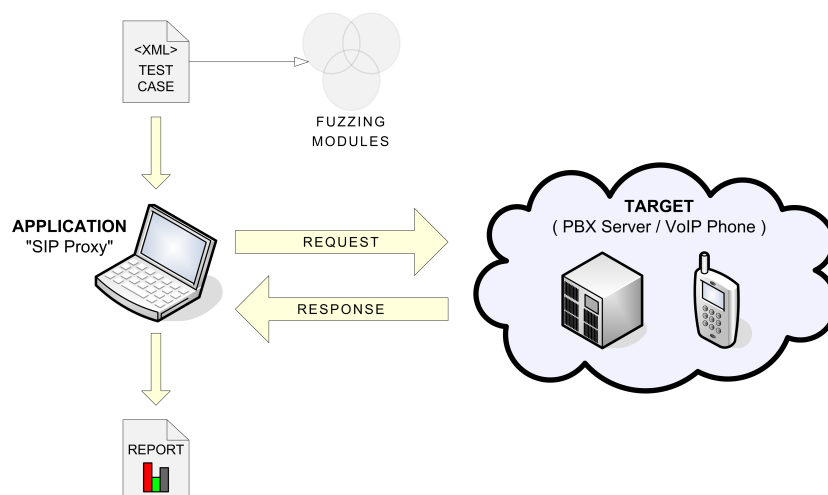 <XML>
TEST
CASE
FUZZING
MODULES
APPLICATION
"SIP Proxy"
REQUEST
RESPONSE
TARGET
( PBX Server / VoIP Phone )
REPORT